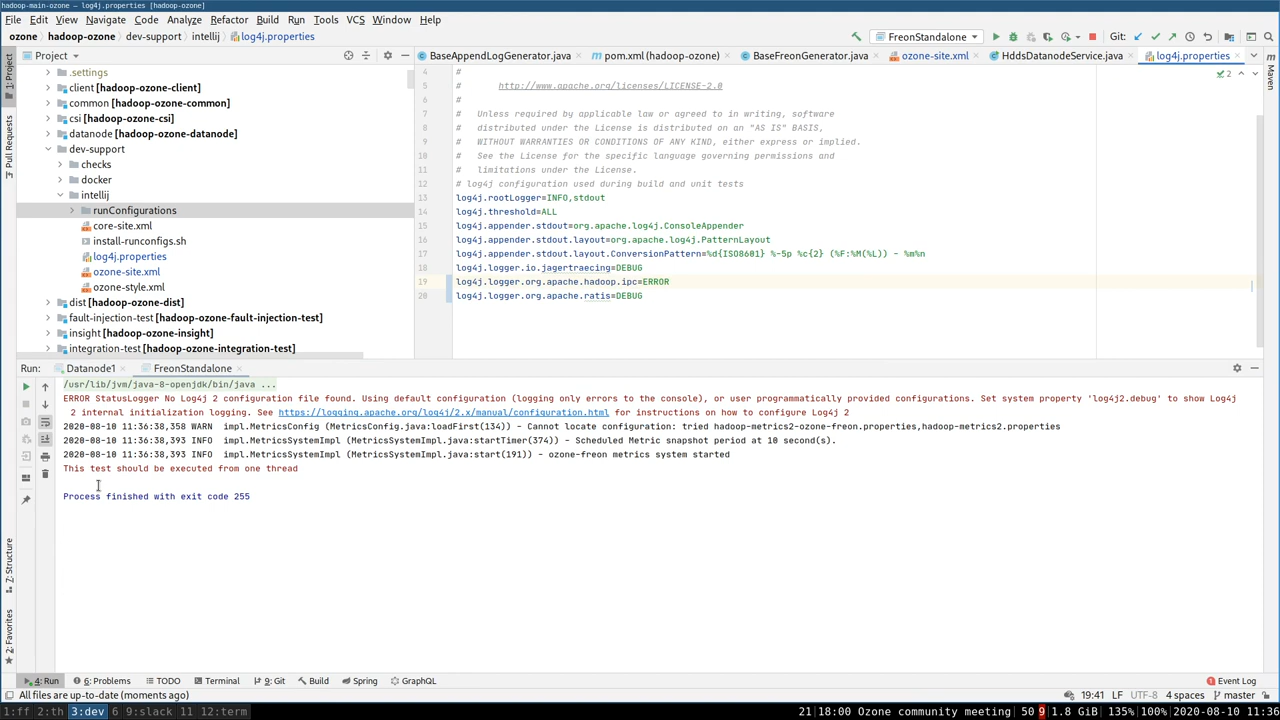 hadoop-main-ozone – log4j.properties [hadoop-ozone]
File Edit View Navigate Code Analyze Refactor Build Run Tools VCS Window Help
ozone hadoop-ozone dev-support intellij log4j.properties FreonStandalone Git:
1: Project
Pull Requests
7: Structure
2: Favorites
Maven
Project
.settings
client [hadoop-ozone-client]
common [hadoop-ozone-common]
csi [hadoop-ozone-csi]
datanode [hadoop-ozone-datanode]
dev-support
checks
docker
intellij
runConfigurations
core-site.xml
install-runconfigs.sh
log4j.properties
ozone-site.xml
ozone-style.xml
dist [hadoop-ozone-dist]
fault-injection-test [hadoop-ozone-fault-injection-test]
insight [hadoop-ozone-insight]
integration-test [hadoop-ozone-integration-test]
BaseAppendLogGenerator.java pom.xml (hadoop-ozone) BaseFreonGenerator.java ozone-site.xml HddsDatanodeService.java log4j.properties
2
4 #
5 # http://www.apache.org/licenses/LICENSE-2.0
6 #
7 # Unless required by applicable law or agreed to in writing, software
8 # distributed under the License is distributed on an "AS IS" BASIS,
9 # WITHOUT WARRANTIES OR CONDITIONS OF ANY KIND, either express or implied.
10 # See the License for the specific language governing permissions and
11 # limitations under the License.
12 # log4j configuration used during build and unit tests
13 log4j.rootLogger=INFO,stdout
14 log4j.threshold=ALL
15 log4j.appender.stdout=org.apache.log4j.ConsoleAppender
16 log4j.appender.stdout.layout=org.apache.log4j.PatternLayout
17 log4j.appender.stdout.layout.ConversionPattern=%d{ISO8601} %-5p %c{2} (%F:%M(%L)) - %m%n
18 log4j.logger.io.jagertraecing=DEBUG
19 log4j.logger.org.apache.hadoop.ipc=ERROR
20 log4j.logger.org.apache.ratis=DEBUG
Run: Datanode1 FreonStandalone
/usr/lib/jvm/java-8-openjdk/bin/java ...
ERROR StatusLogger No Log4j 2 configuration file found. Using default configuration (logging only errors to the console), or user programmatically provided configurations. Set system property 'log4j2.debug' to show Log4j
2 internal initialization logging. See https://logging.apache.org/log4j/2.x/manual/configuration.html for instructions on how to configure Log4j 2
2020-08-10 11:36:38,358 WARN impl.MetricsConfig (MetricsConfig.java:loadFirst(134)) - Cannot locate configuration: tried hadoop-metrics2-ozone-freon.properties,hadoop-metrics2.properties
2020-08-10 11:36:38,393 INFO impl.MetricsSystemImpl (MetricsSystemImpl.java:startTimer(374)) - Scheduled Metric snapshot period at 10 second(s).
2020-08-10 11:36:38,393 INFO impl.MetricsSystemImpl (MetricsSystemImpl.java:start(191)) - ozone-freon metrics system started
This test should be executed from one thread
Process finished with exit code 255
4: Run 6: Problems TODO Terminal 9: Git Build Spring GraphQL 1 Event Log
All files are up-to-date (moments ago) 19:41 LF UTF-8 4 spaces master
1:ff 2:th 3:dev 6 9:slack 11 12:term 21|18:00 Ozone community meeting| 50 9|1.8 GiB|135%|100%|2020-08-10 11:36